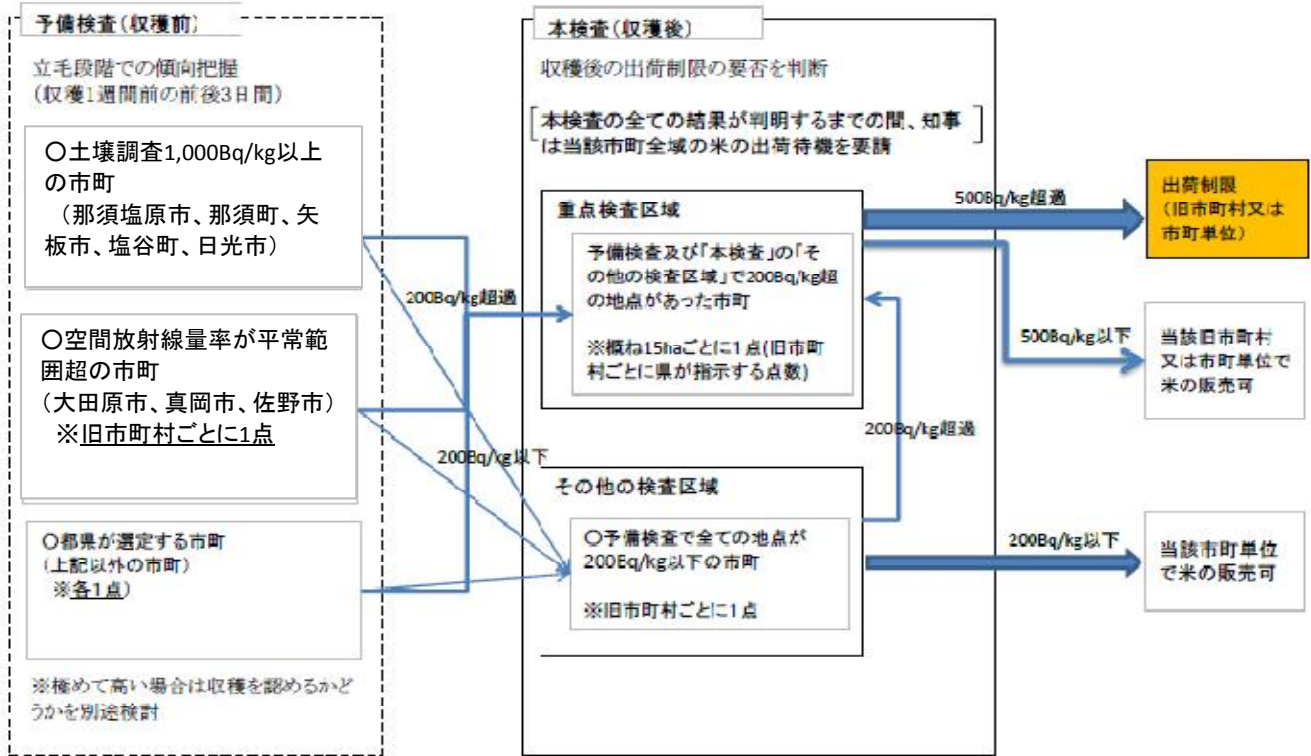 予備検査(収穫前)
立毛段階での傾向把握
(収穫1週間前の前後3日間)
〇土壌調査1,000Bq/kg以上
の市町
(那須塩原市、那須町、矢
板市、塩谷町、日光市)
〇空間放射線量率が平常範
囲超の市町
(大田原市、真岡市、佐野市)
※旧市町村ごとに1点
〇都県が選定する市町
(上記以外の市町)
※各1点)
※極めて高い場合は収穫を認めるかど
うかを別途検討
200Bq/kg超過
200Bq/kg以下
本検査(収穫後)
収穫後の出荷制限の要否を判断
[本検査の全ての結果が判明するまでの間、知事
は当該市町全域の米の出荷待機を要請]
重点検査区域
予備検査及び「本検査」の「そ
の他の検査区域」で200Bq/kg超
の地点があった市町
※概ね15haごとに1点(旧市町
村ごとに県が指示する点数)
200Bq/kg超過
その他の検査区域
〇予備検査で全ての地点が
200Bq/kg以下の市町
※旧市町村ごとに1点
500Bq/kg超過
出荷制限
(旧市町村又は
市町単位)
500Bq/kg以下
当該旧市町村
又は市町単位で
米の販売可
200Bq/kg以下
当該市町単位
で米の販売可